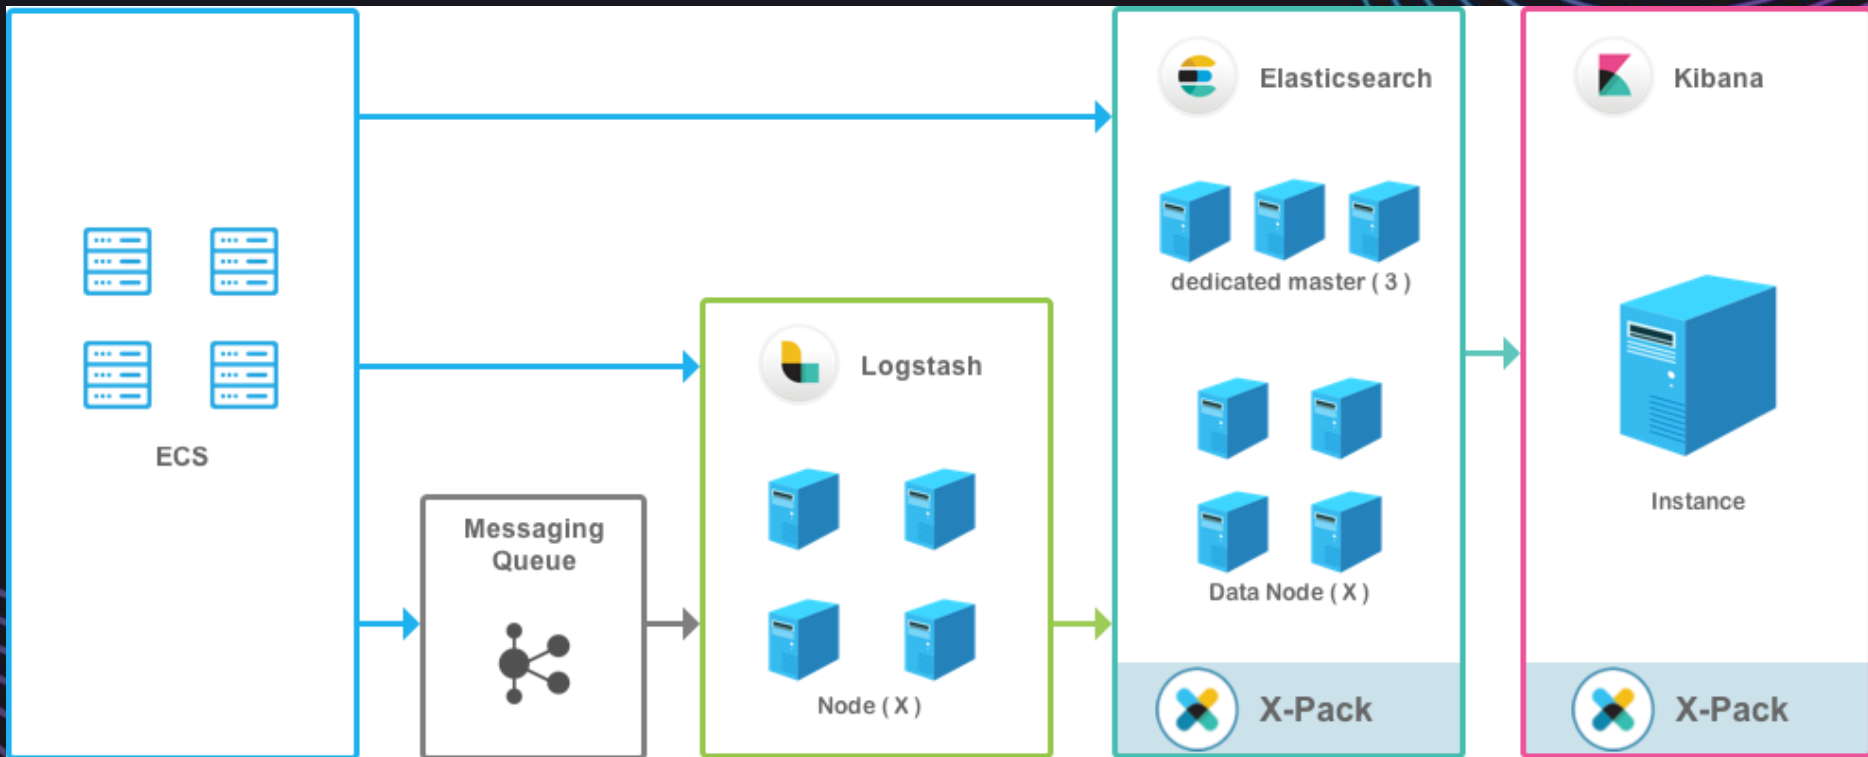 ECS
Messaging
Queue
Logstash
Node ( X )
Elasticsearch
dedicated master ( 3 )
Data Node ( X )
X-Pack
Kibana
Instance
X-Pack